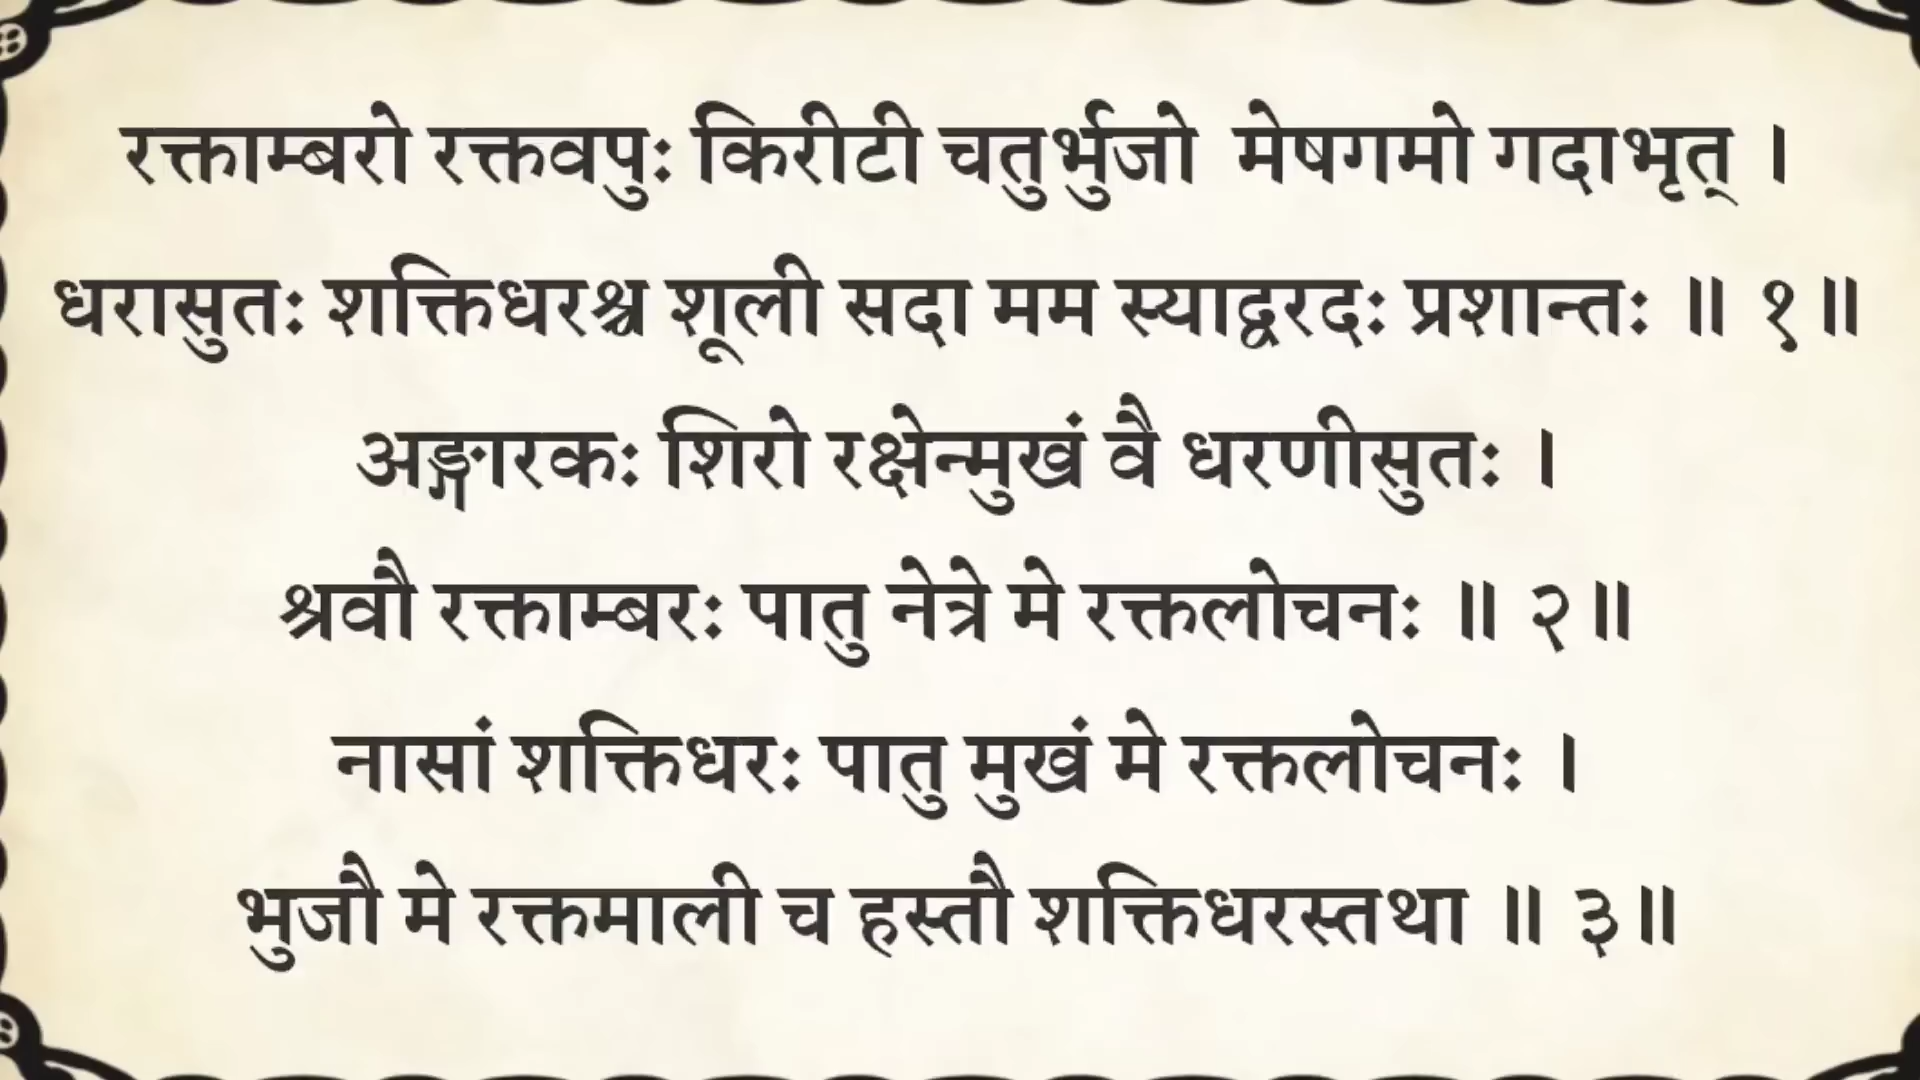 रक्ताम्बरो रक्तवपुः किरीटी चतुर्भुजो मेषगमो गदाभृत् ।
धरासुतः शक्तिधरश्च शूली सदा मम स्याद्वरदः प्रशान्तः ॥ १॥
अङ्गारकः शिरो रक्षेन्मुखं वै धरणीसुतः ।
श्रवौ रक्ताम्बरः पातु नेत्रे मे रक्तलोचनः ॥ २॥
नासां शक्तिधरः पातु मुखं मे रक्तलोचनः ।
भुजौ मे रक्तमाली च हस्तौ शक्तिधरस्तथा ॥ ३॥